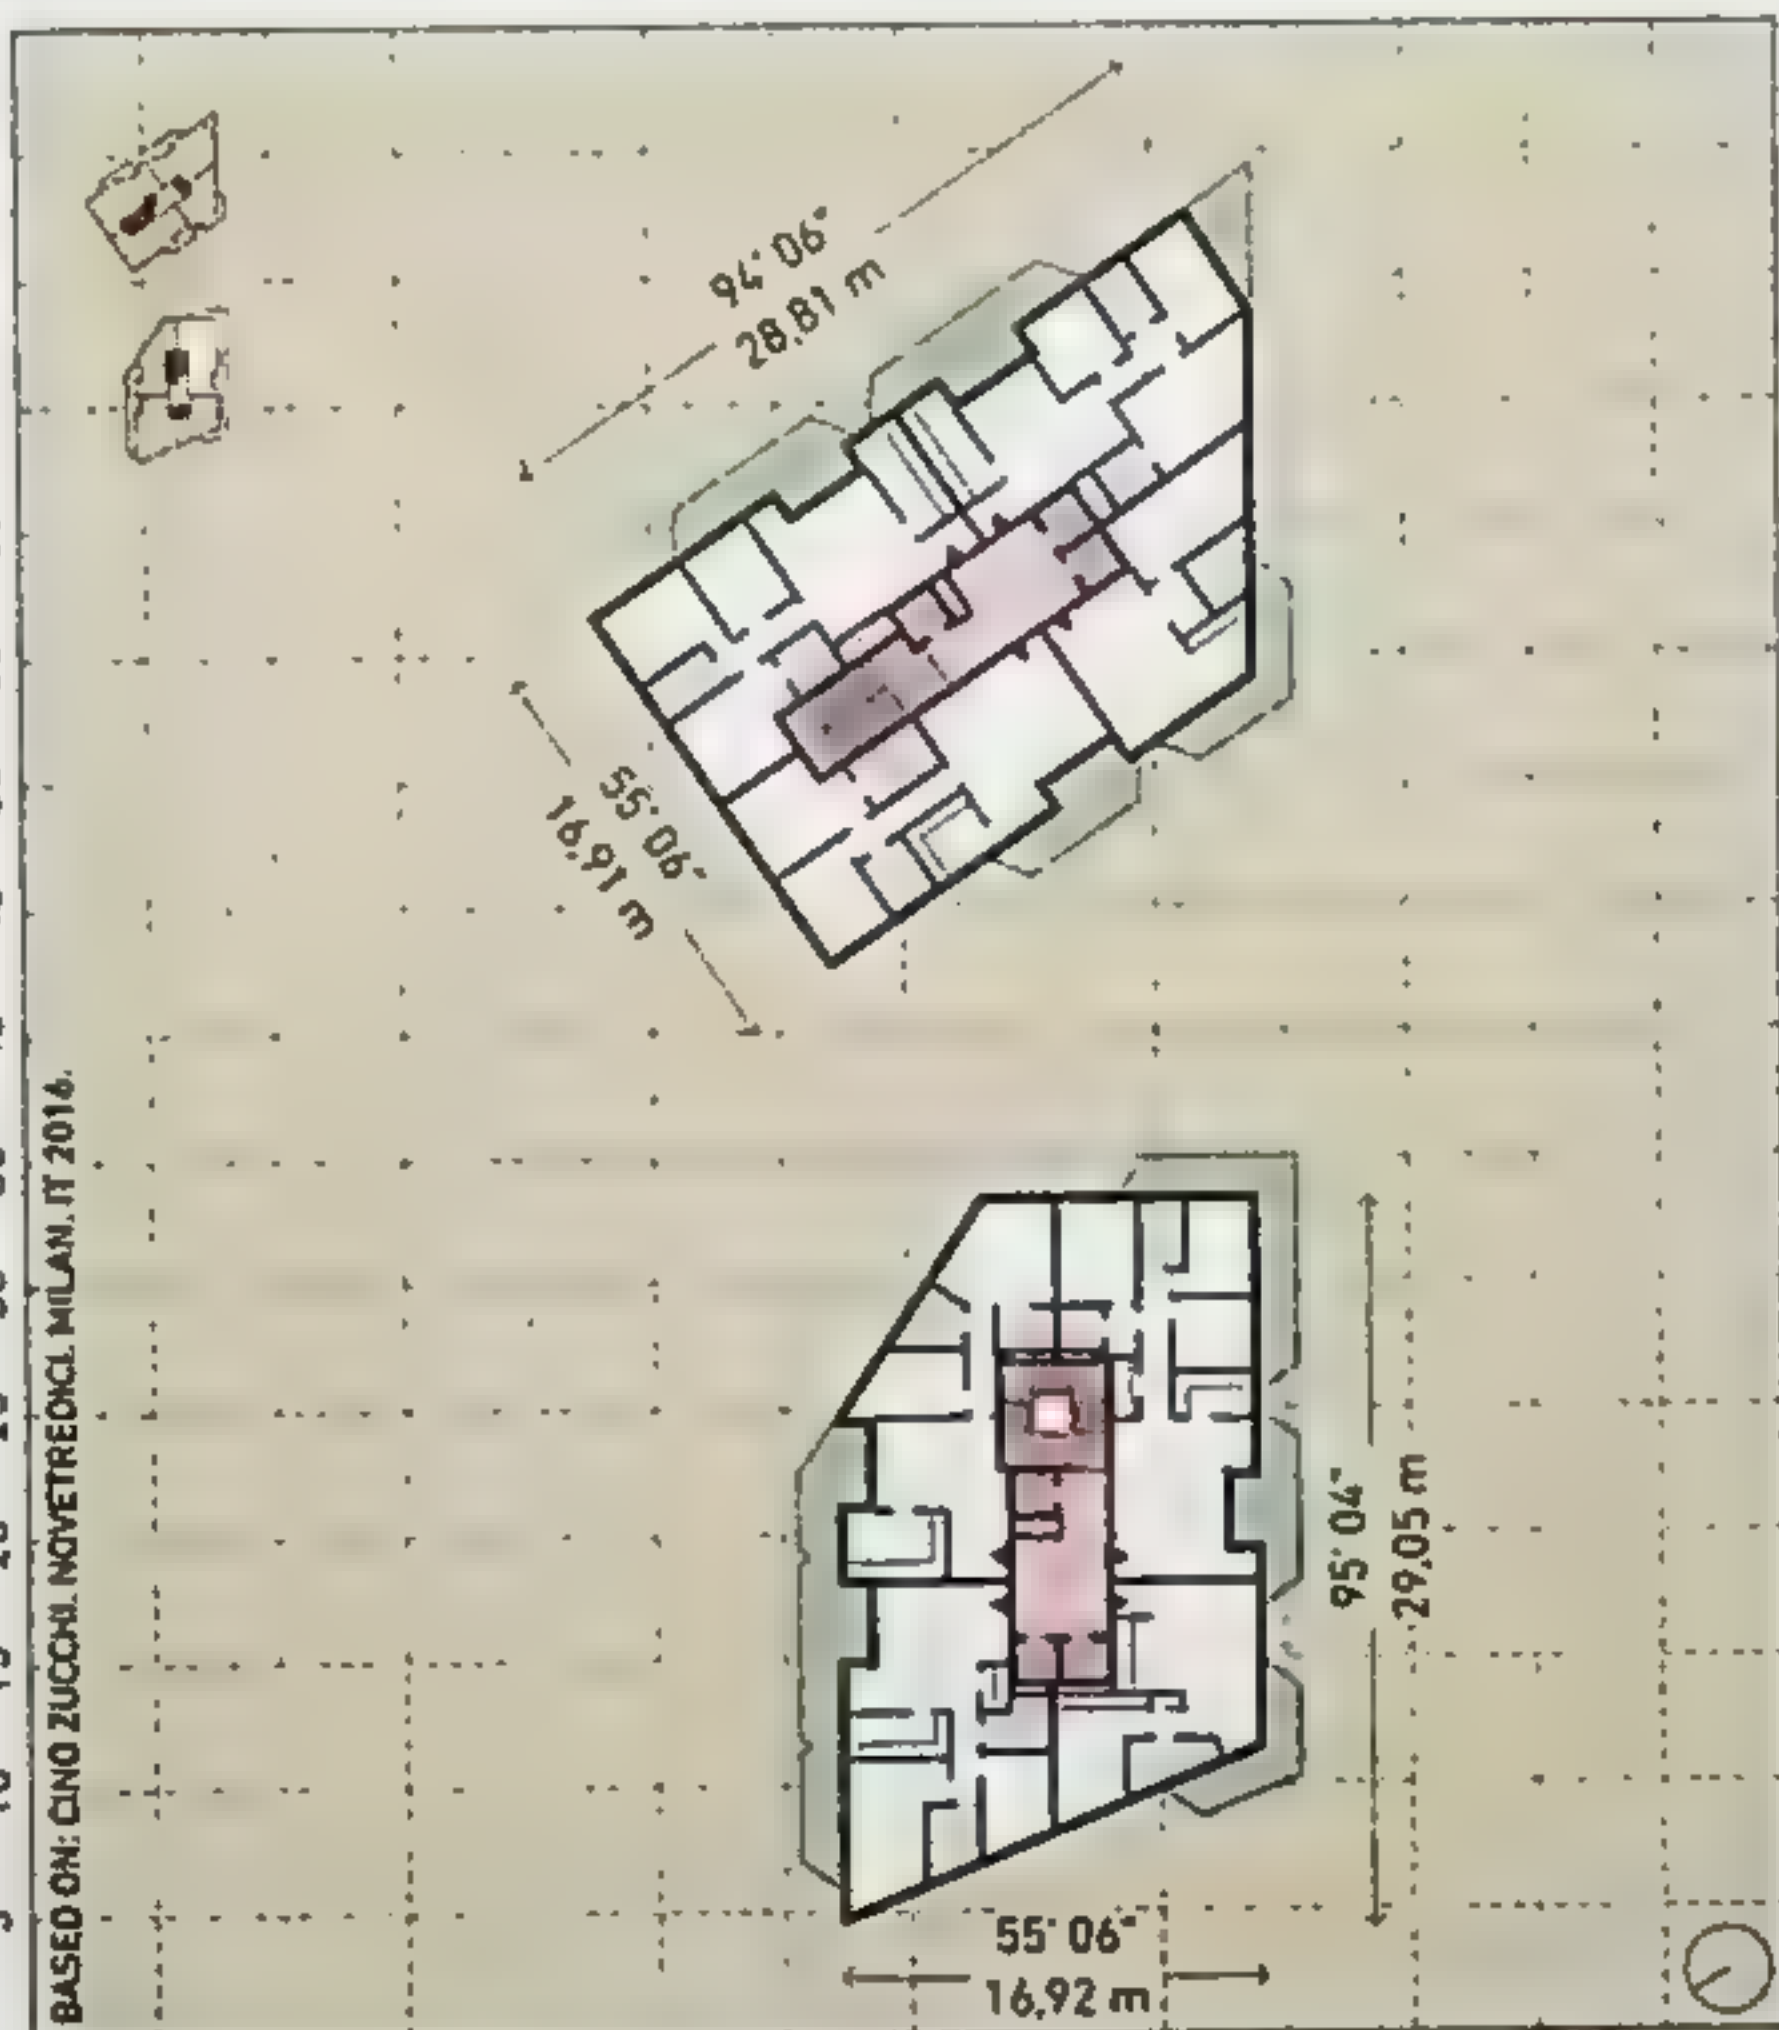 94' 06"
28,81 m
55' 06"
16,91 m
BASED ON: CINO ZUCCHI. NOVETREDICI. MILAN. IT 2016.
95' 04"
29,05 m
55' 06"
16,92 m